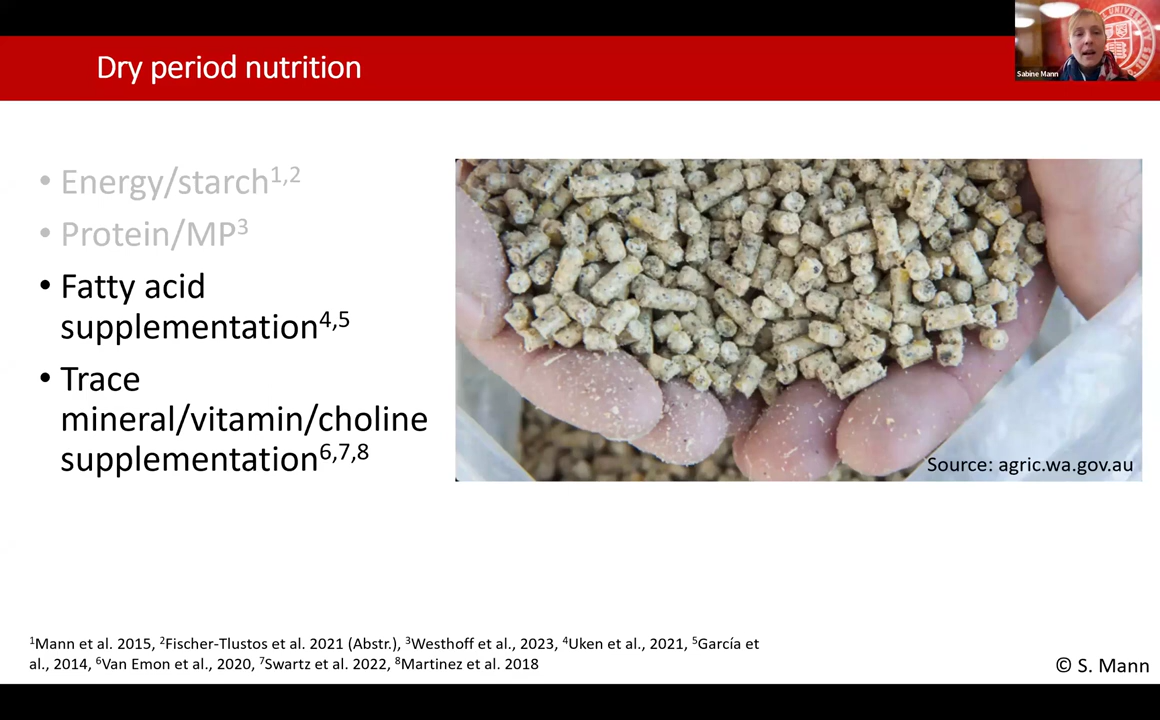 Dry period nutrition
Sabine Mann
• Energy/starch1,2
• Protein/MP3
• Fatty acid
supplementation4,5
• Trace
mineral/vitamin/choline
supplementation6,7,8
Source: agric.wa.gov.au
1Mann et al. 2015, 2Fischer-Tlustos et al. 2021 (Abstr.), 3Westhoff et al., 2023, 4Uken et al., 2021, 5García et
al., 2014, 6Van Emon et al., 2020, 7Swartz et al. 2022, 8Martinez et al. 2018
© S. Mann